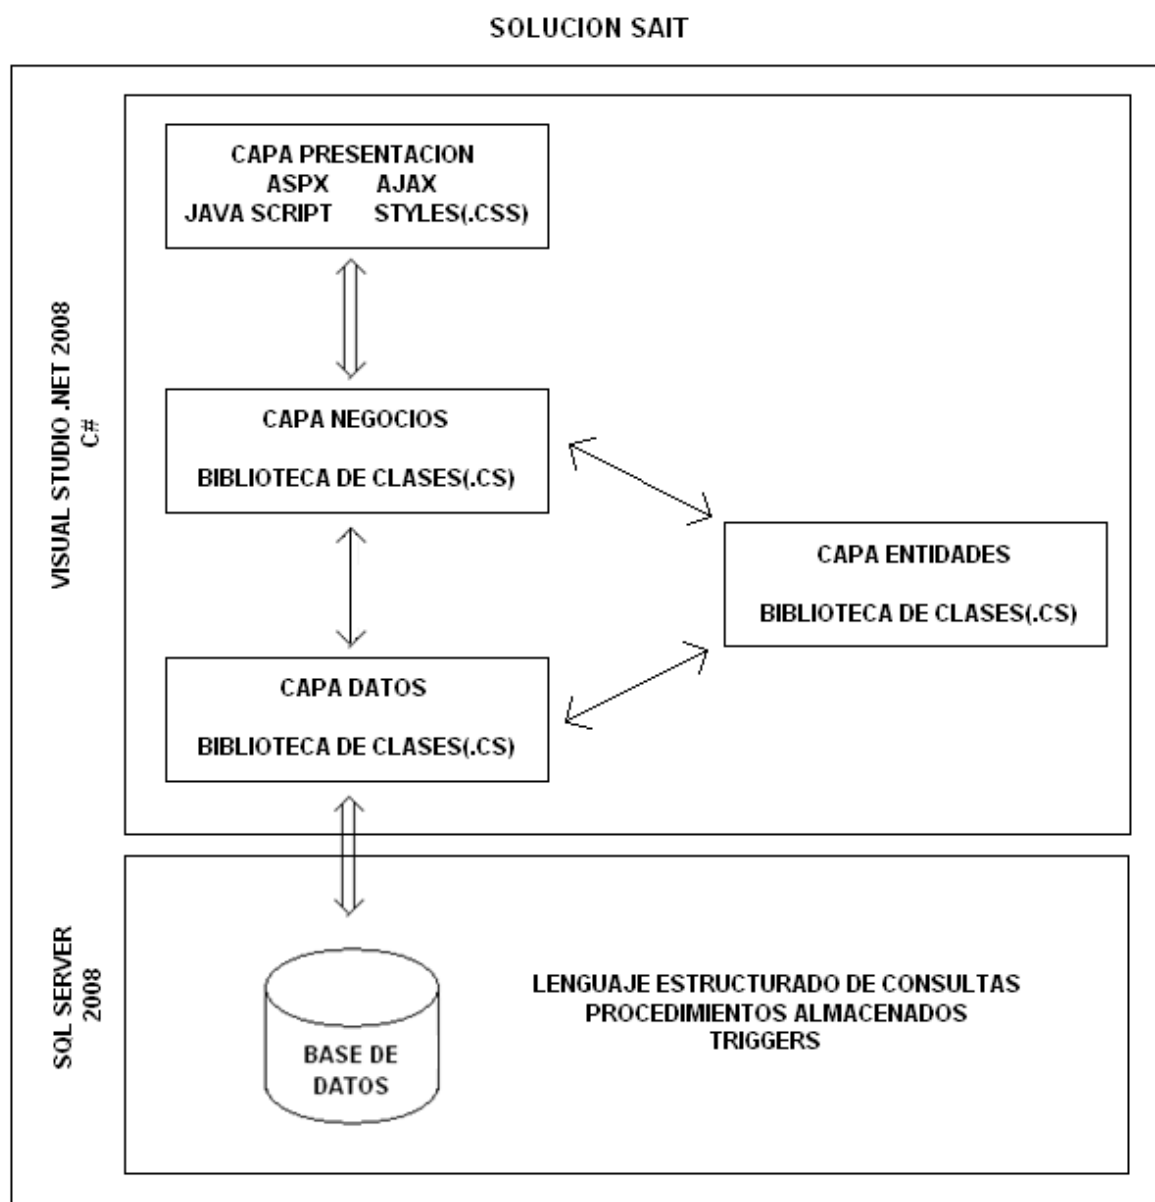 SOLUCION SAIT
VISUAL STUDIO .NET 2008
C#
CAPA PRESENTACION
ASPX AJAX
JAVA SCRIPT STYLES(.CSS)
CAPA NEGOCIOS
BIBLIOTECA DE CLASES(.CS)
CAPA ENTIDADES
BIBLIOTECA DE CLASES(.CS)
CAPA DATOS
BIBLIOTECA DE CLASES(.CS)
SQL SERVER
2008
BASE DE
DATOS
LENGUAJE ESTRUCTURADO DE CONSULTAS
PROCEDIMIENTOS ALMACENADOS
TRIGGERS